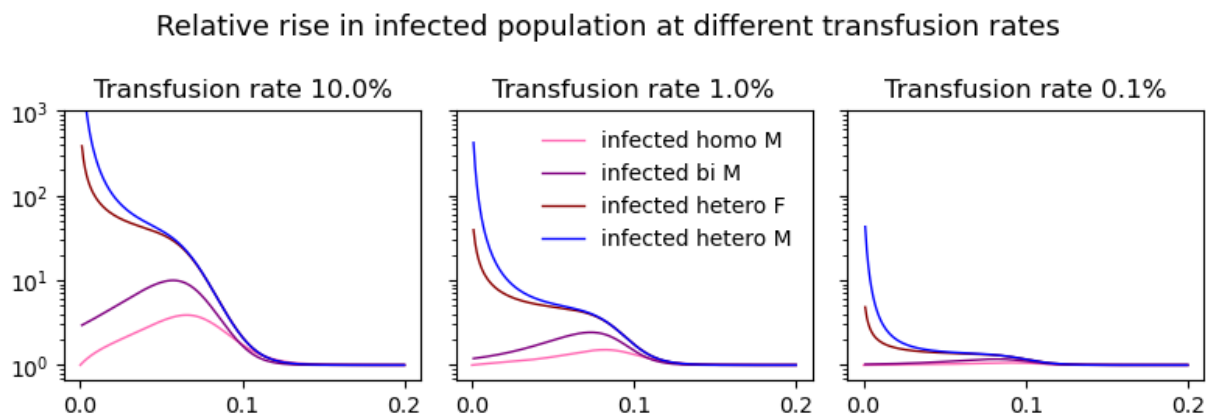 Relative rise in infected population at different transfusion rates
Transfusion rate 10.0%
Transfusion rate 1.0%
Transfusion rate 0.1%
10³
10²
10¹
10⁰
infected homo M
infected bi M
infected hetero F
infected hetero M
0.0 0.1 0.2
0.0 0.1 0.2
0.0 0.1 0.2